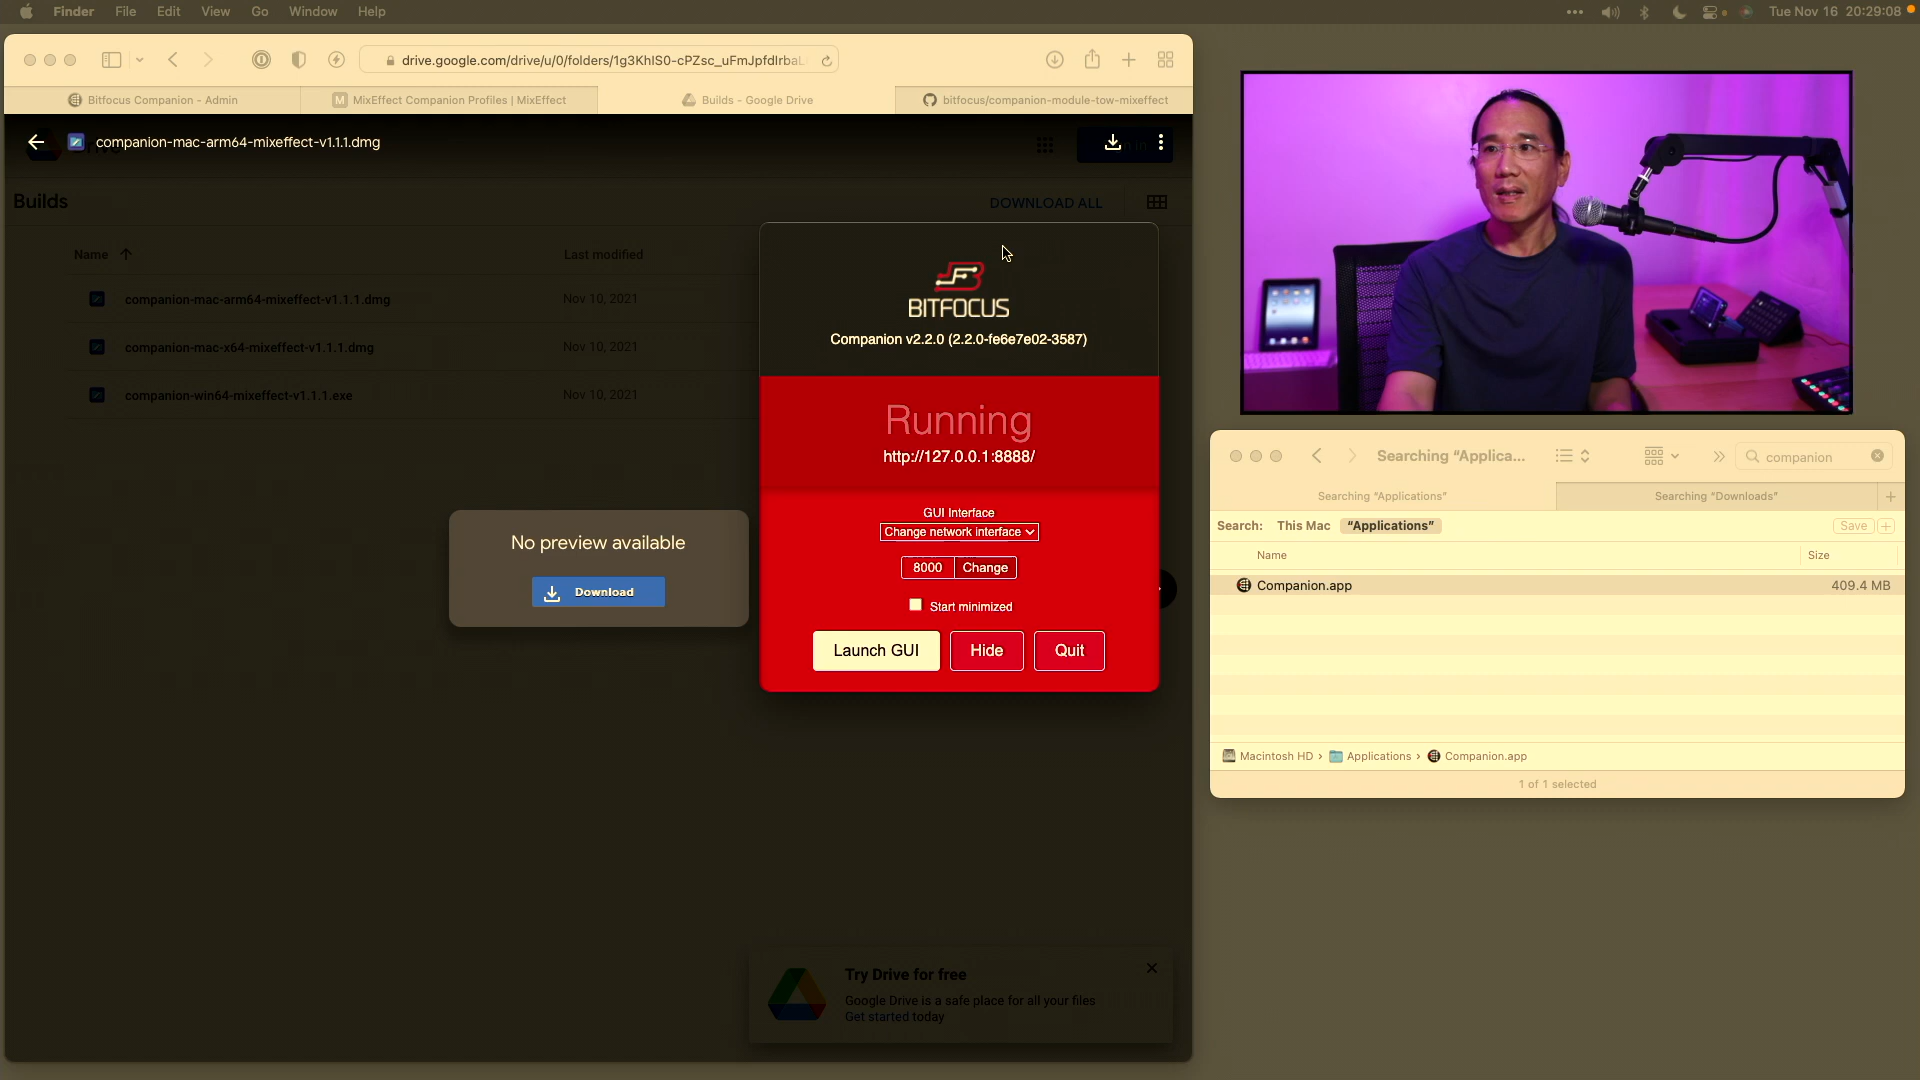 Finder File Edit View Go Window Help
Tue Nov 16 20:29:08
drive.google.com/drive/u/0/folders/1g3KhIS0-cPZsc_uFmJpfdIrbaL
Bitfocus Companion - Admin
MixEffect Companion Profiles | MixEffect
Builds - Google Drive
bitfocus/companion-module-tow-mixeffect
companion-mac-arm64-mixeffect-v1.1.1.dmg
Builds
DOWNLOAD ALL
Name
Last modified
companion-mac-arm64-mixeffect-v1.1.1.dmg
Nov 10, 2021
companion-mac-x64-mixeffect-v1.1.1.dmg
Nov 10, 2021
companion-win64-mixeffect-v1.1.1.exe
Nov 10, 2021
No preview available
Download
BITFOCUS
Companion v2.2.0 (2.2.0-fe6e7e02-3587)
Running
http://127.0.0.1:8888/
GUI Interface
Change network interface
8000 Change
Start minimized
Launch GUI
Hide
Quit
Try Drive for free
Google Drive is a safe place for all your files
Get started today
Searching “Applica...
companion
Searching “Applications”
Searching “Downloads”
Search: This Mac “Applications”
Save
Name
Size
Companion.app
409.4 MB
Macintosh HD › Applications › Companion.app
1 of 1 selected